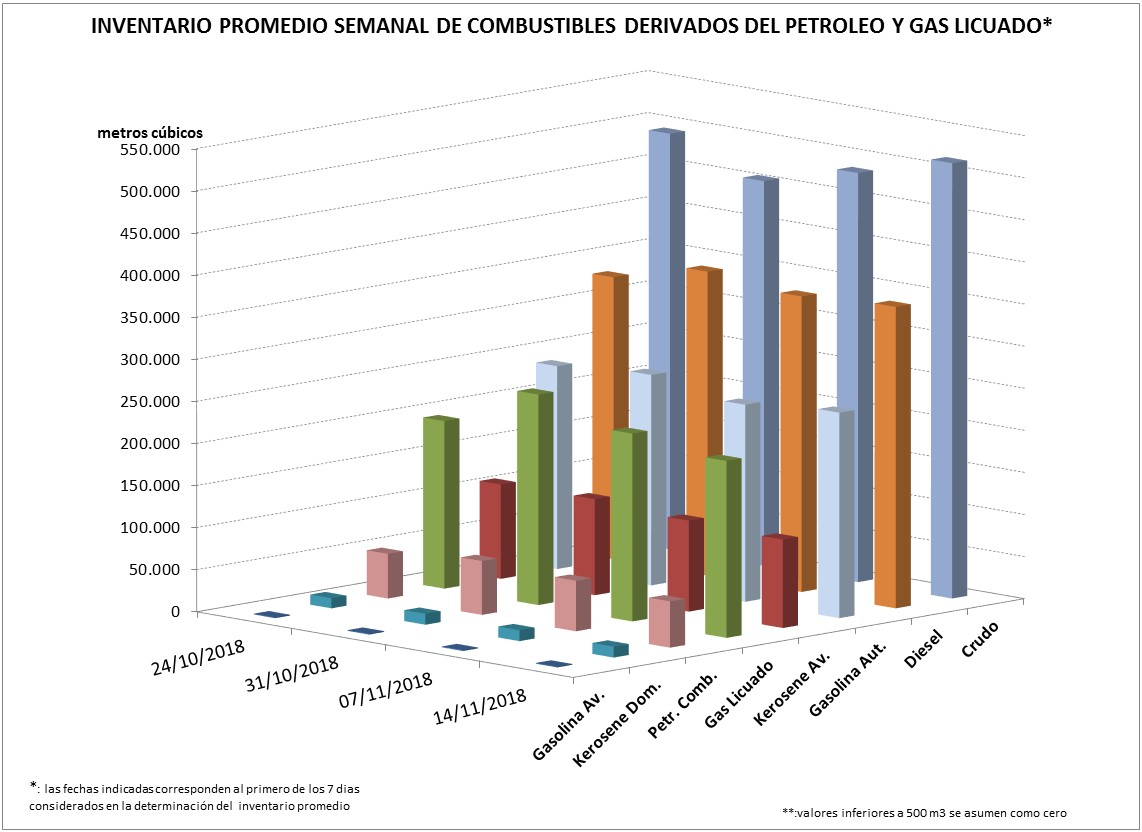 INVENTARIO PROMEDIO SEMANAL DE COMBUSTIBLES DERIVADOS DEL PETROLEO Y GAS LICUADO*
metros cúbicos
550.000
500.000
450.000
400.000
350.000
300.000
250.000
200.000
150.000
100.000
50.000
0
24/10/2018
31/10/2018
07/11/2018
14/11/2018
Gasolina Av.
Kerosene Dom.
Petr. Comb.
Gas Licuado
Kerosene Av.
Gasolina Aut.
Diesel
Crudo
*: las fechas indicadas corresponden al primero de los 7 dias
considerados en la determinación del inventario promedio
**:valores inferiores a 500 m3 se asumen como cero